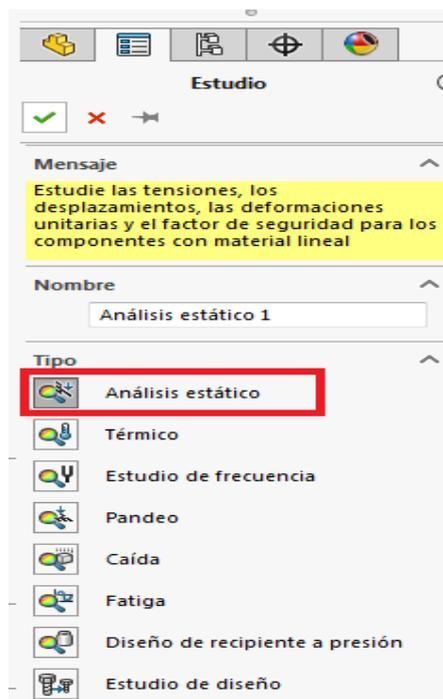 Estudio
Mensaje
Estudie las tensiones, los
desplazamientos, las deformaciones
unitarias y el factor de seguridad para los
componentes con material lineal
Nombre
Análisis estático 1
Tipo
Análisis estático
Térmico
Estudio de frecuencia
Pandeo
Caída
Fatiga
Diseño de recipiente a presión
Estudio de diseño